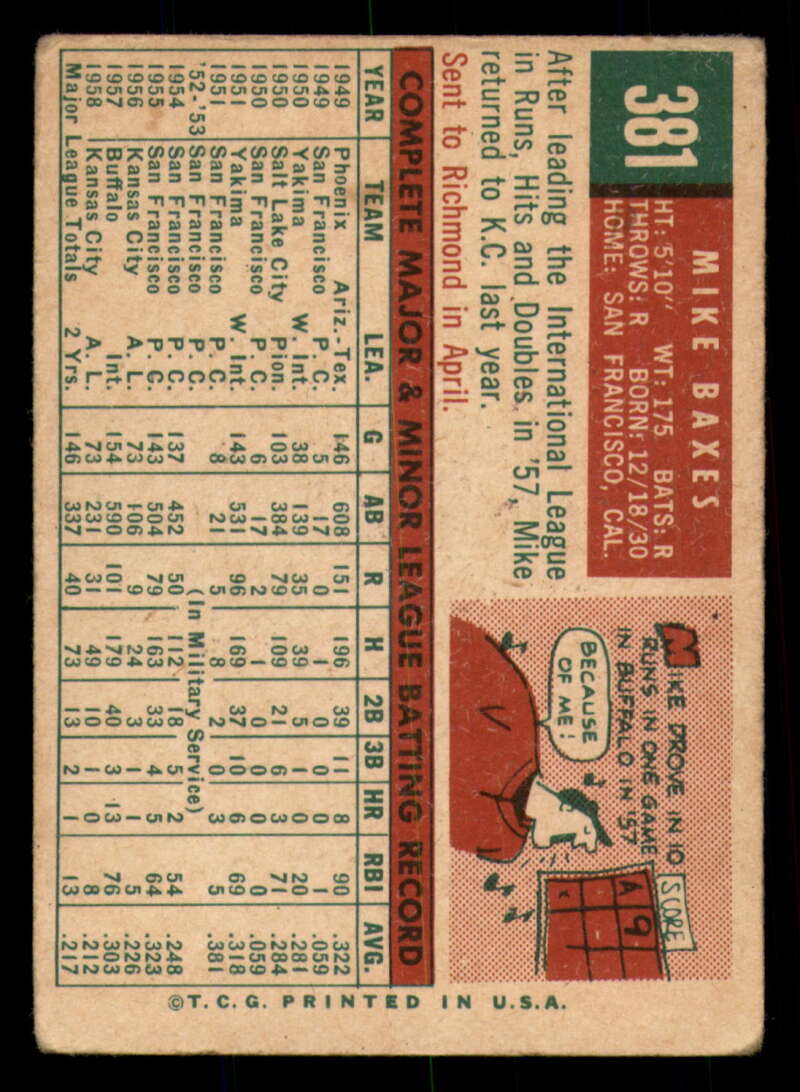 381
MIKE BAXES
HT: 5'10" WT: 175 BATS: R
THROWS: R BORN: 12/18/30
HOME: SAN FRANCISCO, CAL.
After leading the International League
in Runs, Hits and Doubles in '57, Mike
returned to K.C. last year.
Sent to Richmond in April.
MIKE DROVE IN 10
RUNS IN ONE GAME
IN BUFFALO IN '57
BECAUSE
OF ME!
SCORE
A 9
COMPLETE MAJOR & MINOR LEAGUE BATTING RECORD
YEAR TEAM LEA. G AB R H 2B 3B HR RBI AVG.
1949 Phoenix Ariz.-Tex. 146 608 151 196 39 11 8 90 .322
1949 San Francisco P. C. 5 17 0 1 0 0 0 1 .059
1950 Yakima W. Int. 38 139 35 39 5 1 0 20 .281
1950 Salt Lake City Pion. 103 384 79 109 21 6 3 71 .284
1950 San Francisco P. C. 6 17 2 1 0 0 0 0 .059
1951 Yakima W. Int. 143 531 96 169 37 10 6 69 .318
1951 San Francisco P. C. 8 21 5 8 2 0 3 5 .381
'52-'53 San Francisco P. C. (In Military Service)
1954 San Francisco P. C. 137 452 50 112 18 5 2 54 .248
1955 San Francisco P. C. 143 504 79 163 33 4 5 64 .323
1956 Kansas City A. L. 73 106 9 24 3 1 1 5 .226
1957 Buffalo Int. 154 590 101 179 40 3 13 76 .303
1958 Kansas City A. L. 73 231 31 49 10 1 0 8 .212
Major League Totals 2 Yrs. 146 337 40 73 13 2 1 13 .217
©T.C.G. PRINTED IN U.S.A.